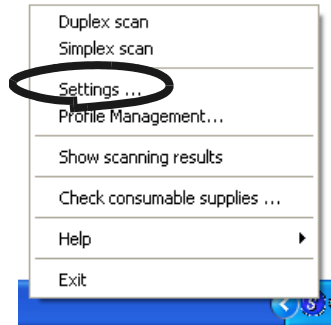 Duplex scan
Simplex scan
Settings ...
Profile Management...
Show scanning results
Check consumable supplies ...
Help
Exit